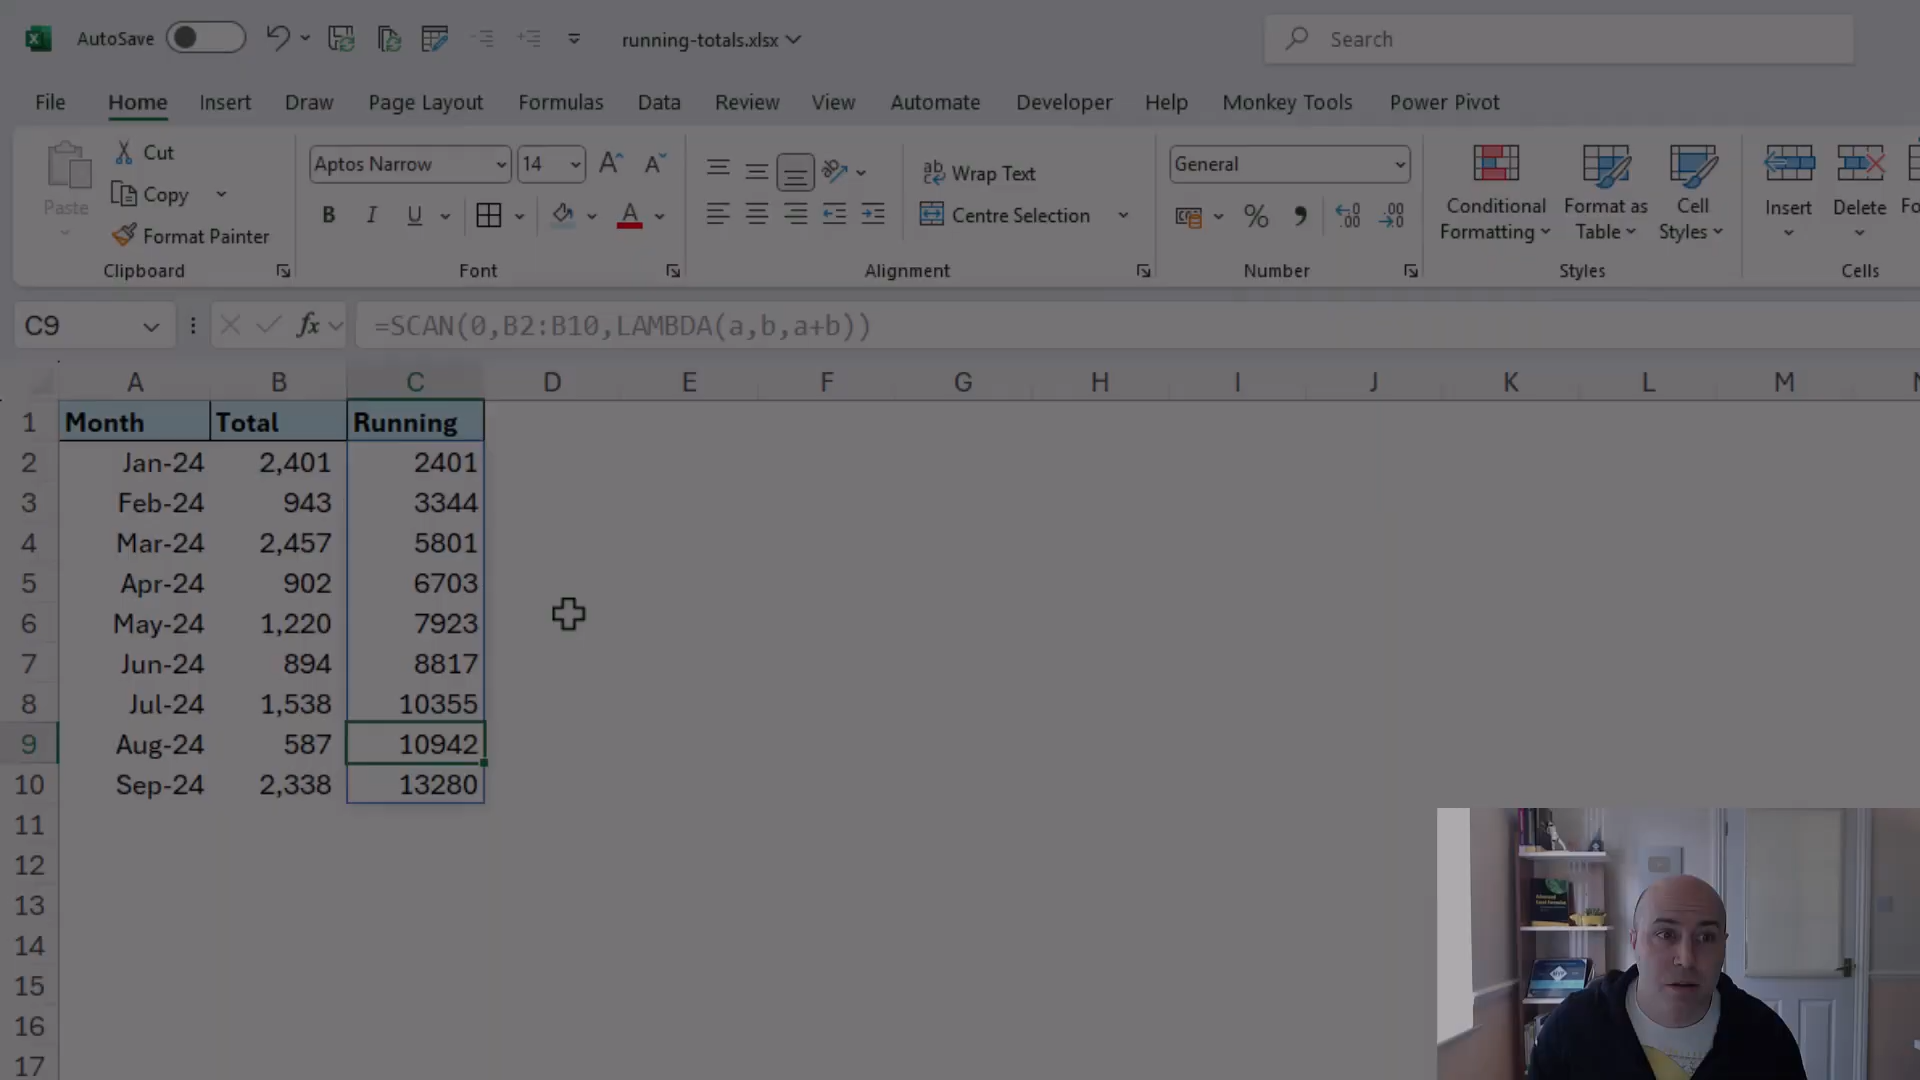 AutoSave running-totals.xlsx Search
File Home Insert Draw Page Layout Formulas Data Review View Automate Developer Help Monkey Tools Power Pivot
Paste Cut Copy Format Painter
Clipboard
Aptos Narrow 14
B I U
Font
Wrap Text
Centre Selection
Alignment
General
Number
Conditional Formatting Format as Table Cell Styles
Styles
Insert Delete
Cells
C9 fx =SCAN(0,B2:B10,LAMBDA(a,b,a+b))
A B C D E F G H I J K L M
1 Month Total Running
2 Jan-24 2,401 2401
3 Feb-24 943 3344
4 Mar-24 2,457 5801
5 Apr-24 902 6703
6 May-24 1,220 7923
7 Jun-24 894 8817
8 Jul-24 1,538 10355
9 Aug-24 587 10942
10 Sep-24 2,338 13280
11
12
13
14
15
16
17